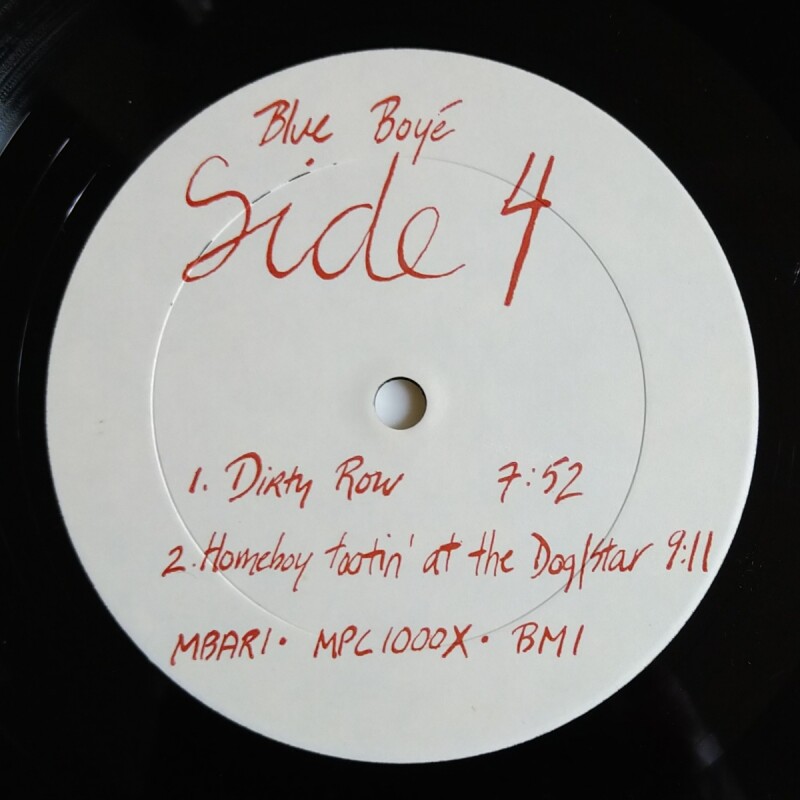 Blue Boyé
Side 4
1. Dirty Row 7:52
2. Homeboy tootin' at the Dog/Star 9:11
MBARI · MPC1000X · BMI